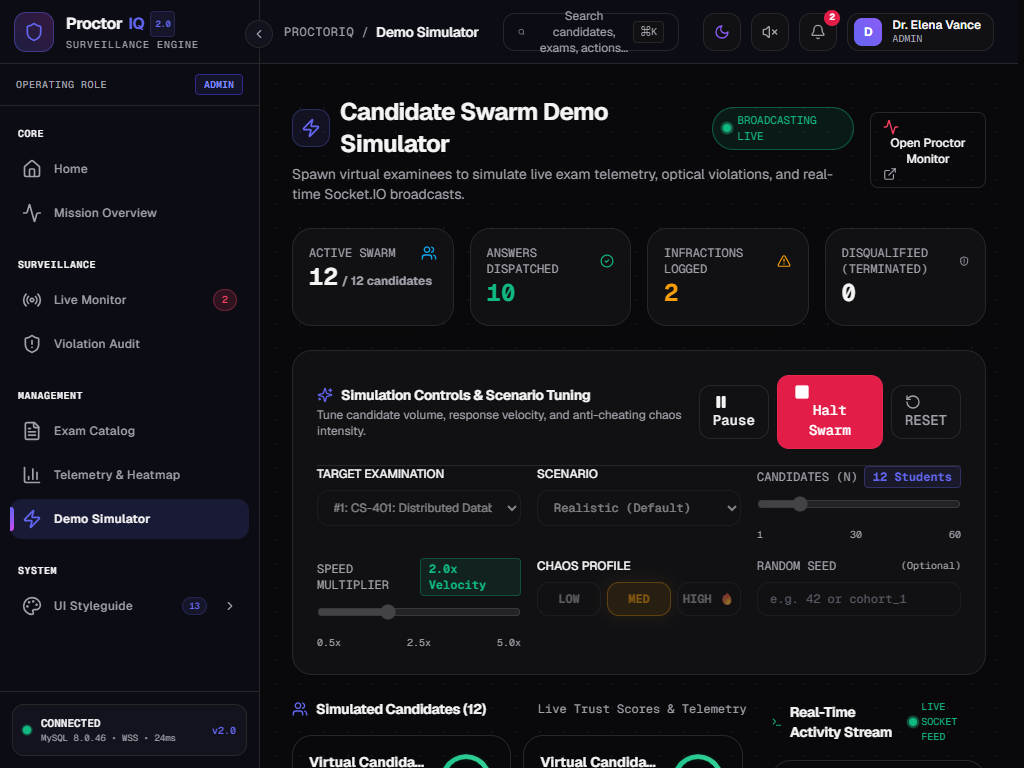 Proctor IQ 2.0
SURVEILLANCE ENGINE
OPERATING ROLE
ADMIN
CORE
Home
Mission Overview
SURVEILLANCE
Live Monitor
2
Violation Audit
MANAGEMENT
Exam Catalog
Telemetry & Heatmap
Demo Simulator
SYSTEM
UI Styleguide
13
CONNECTED
MySQL 8.0.46 • WSS • 24ms
v2.0
PROCTORIQ / Demo Simulator
Search
candidates,
exams, actions...
⌘K
2
D
Dr. Elena Vance
ADMIN
Candidate Swarm Demo
Simulator
Spawn virtual examinees to simulate live exam telemetry, optical violations, and real-
time Socket.IO broadcasts.
BROADCASTING
LIVE
Open Proctor
Monitor
ACTIVE SWARM
12 / 12 candidates
ANSWERS
DISPATCHED
10
INFRACTIONS
LOGGED
2
DISQUALIFIED
(TERMINATED)
0
Simulation Controls & Scenario Tuning
Tune candidate volume, response velocity, and anti-cheating chaos
intensity.
Pause
Halt
Swarm
RESET
TARGET EXAMINATION
#1: CS-401: Distributed Datab
SCENARIO
Realistic (Default)
CANDIDATES (N)
12 Students
1
30
60
SPEED
MULTIPLIER
2.0x
Velocity
0.5x
2.5x
5.0x
CHAOS PROFILE
LOW
MED
HIGH 🔥
RANDOM SEED
(Optional)
e.g. 42 or cohort_1
Simulated Candidates (12)
Live Trust Scores & Telemetry
Virtual Candida...
Virtual Candida...
Real-Time
Activity Stream
LIVE
SOCKET
FEED